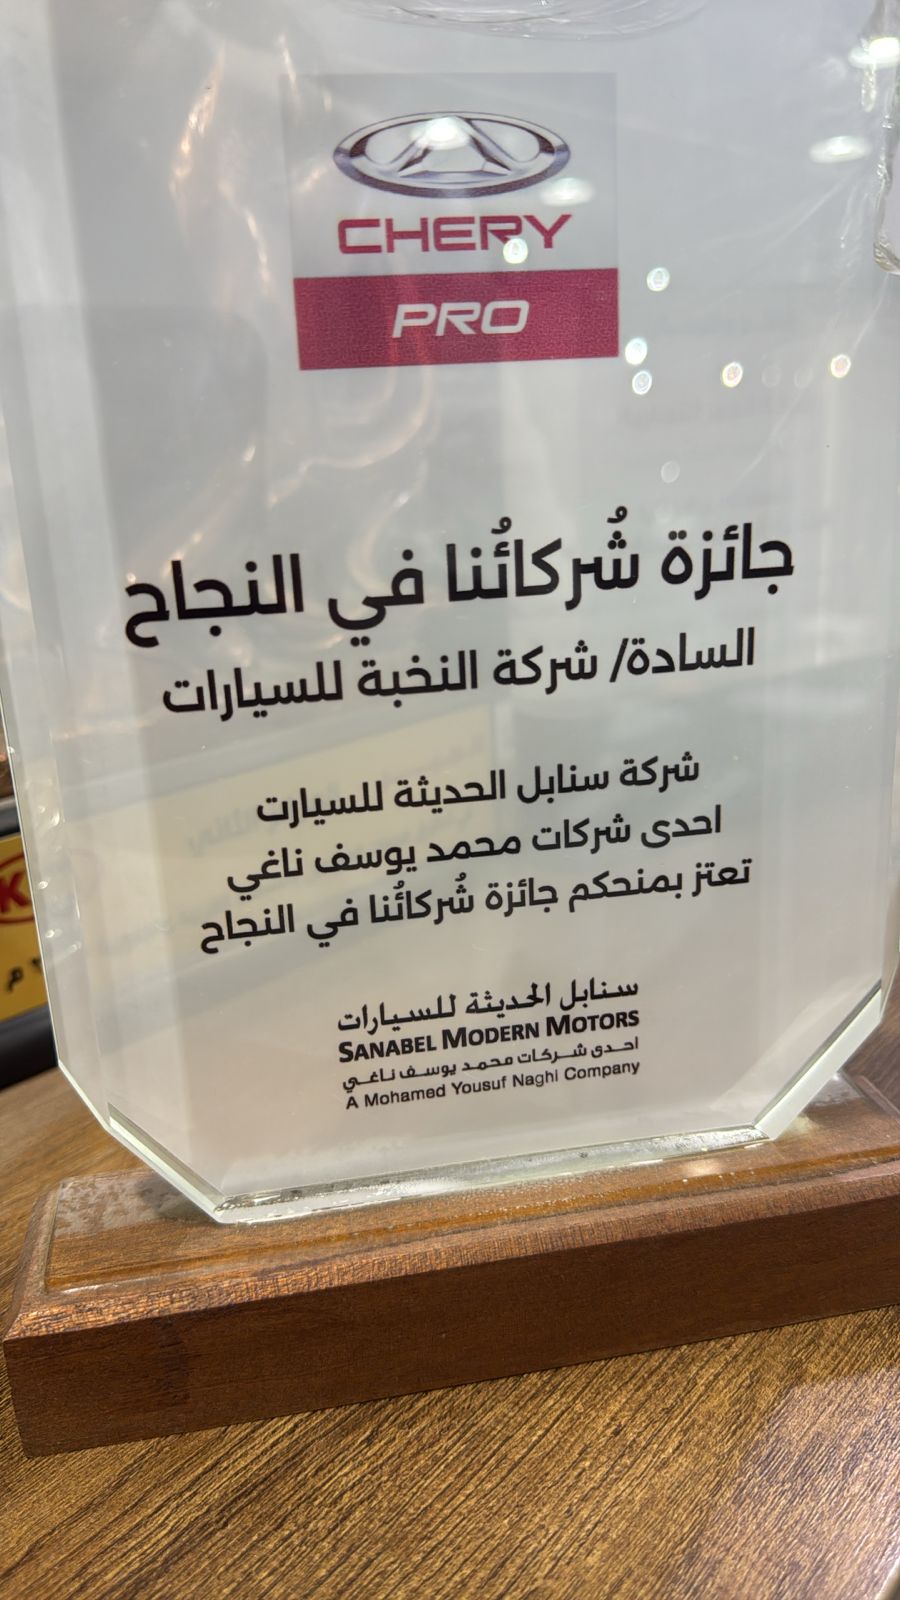 CHERY
PRO
جائزة شُركائُنا في النجاح
السادة/ شركة النخبة للسيارات
شركة سنابل الحديثة للسيارت
احدى شركات محمد يوسف ناغي
تعتز بمنحكم جائزة شُركائُنا في النجاح
سنابل الحديثة للسيارات
SANABEL MODERN MOTORS
احدى شركات محمد يوسف ناغي
A Mohamed Yousuf Naghi Company